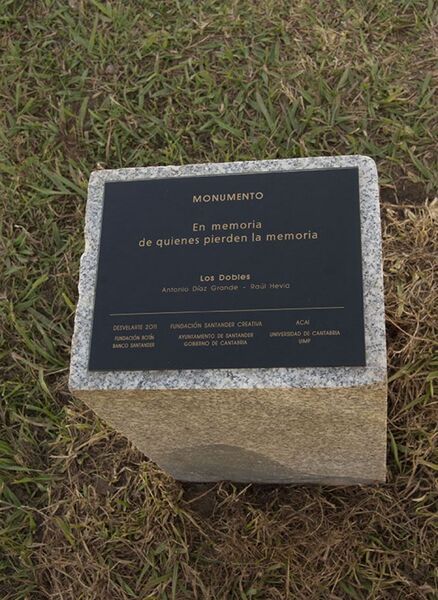 MONUMENTO
En memoria
de quienes pierden la memoria
Los Dobles
Antonio Díaz Grande - Raúl Hevia
DESVELARTE 2011 FUNDACIÓN SANTANDER CREATIVA ACAI
FUNDACIÓN BOTÍN AYUNTAMIENTO DE SANTANDER UNIVERSIDAD DE CANTABRIA
BANCO SANTANDER GOBIERNO DE CANTABRIA UIMP